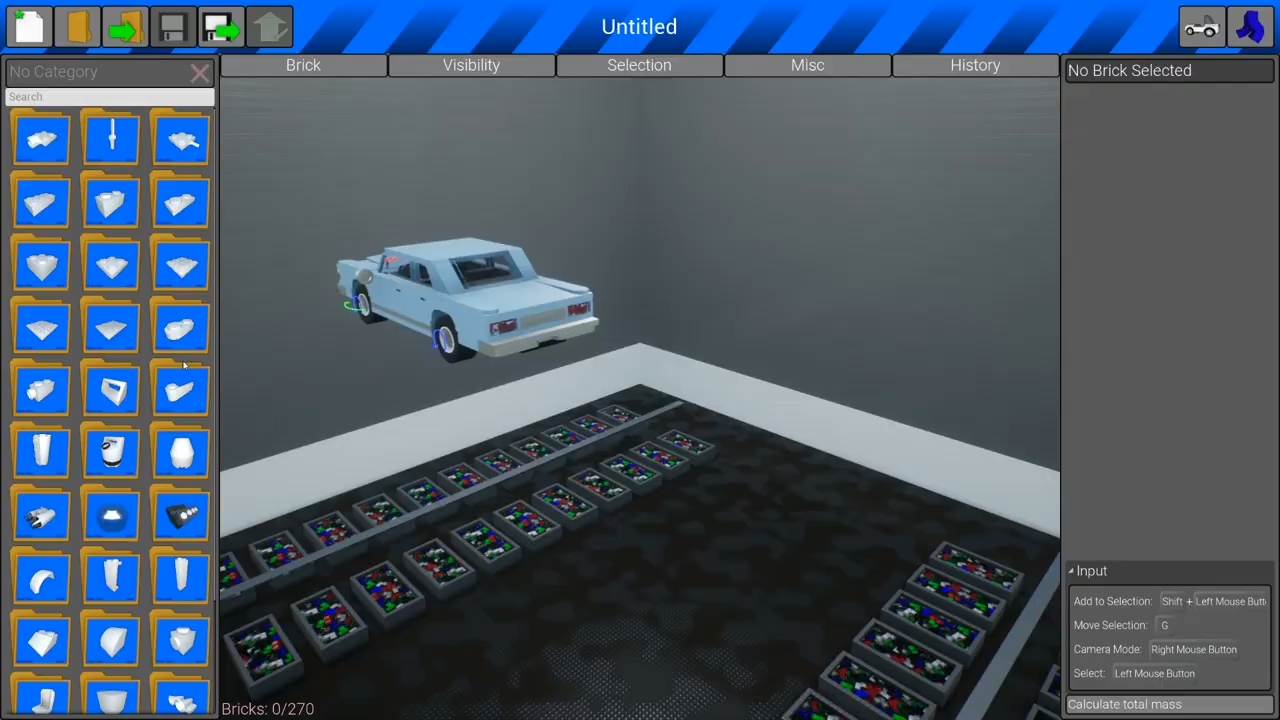 Untitled
No Category
Search
Brick
Visibility
Selection
Misc
History
No Brick Selected
Bricks: 0/270
Input
Add to Selection: Shift + Left Mouse Butt
Move Selection: G
Camera Mode: Right Mouse Button
Select: Left Mouse Button
Calculate total mass